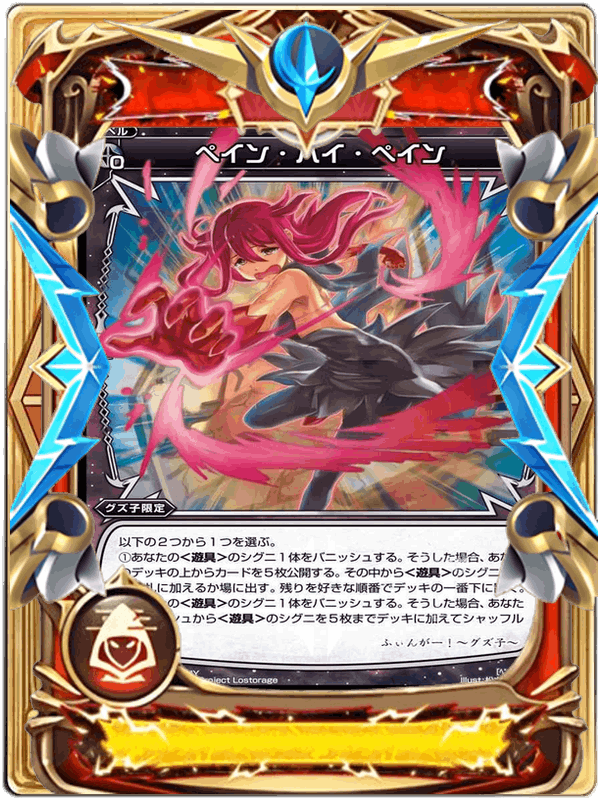 ベル
0
ペイン・ハイ・ペイン
グズ子限定
以下の2つから1つを選ぶ。
①あなたの<遊具>のシグニ1体をバニッシュする。そうした場合、あな
デッキの上からカードを5枚公開する。その中から<遊具>のシグニ
に加えるか場に出す。残りを好きな順番でデッキの一番下に
の<遊具>のシグニ1体をバニッシュする。そうした場合、あなた
シュから<遊具>のシグニを5枚までデッキに加えてシャッフル
ふぃんがー！～グズ子～
roject Lostorage
Illust: